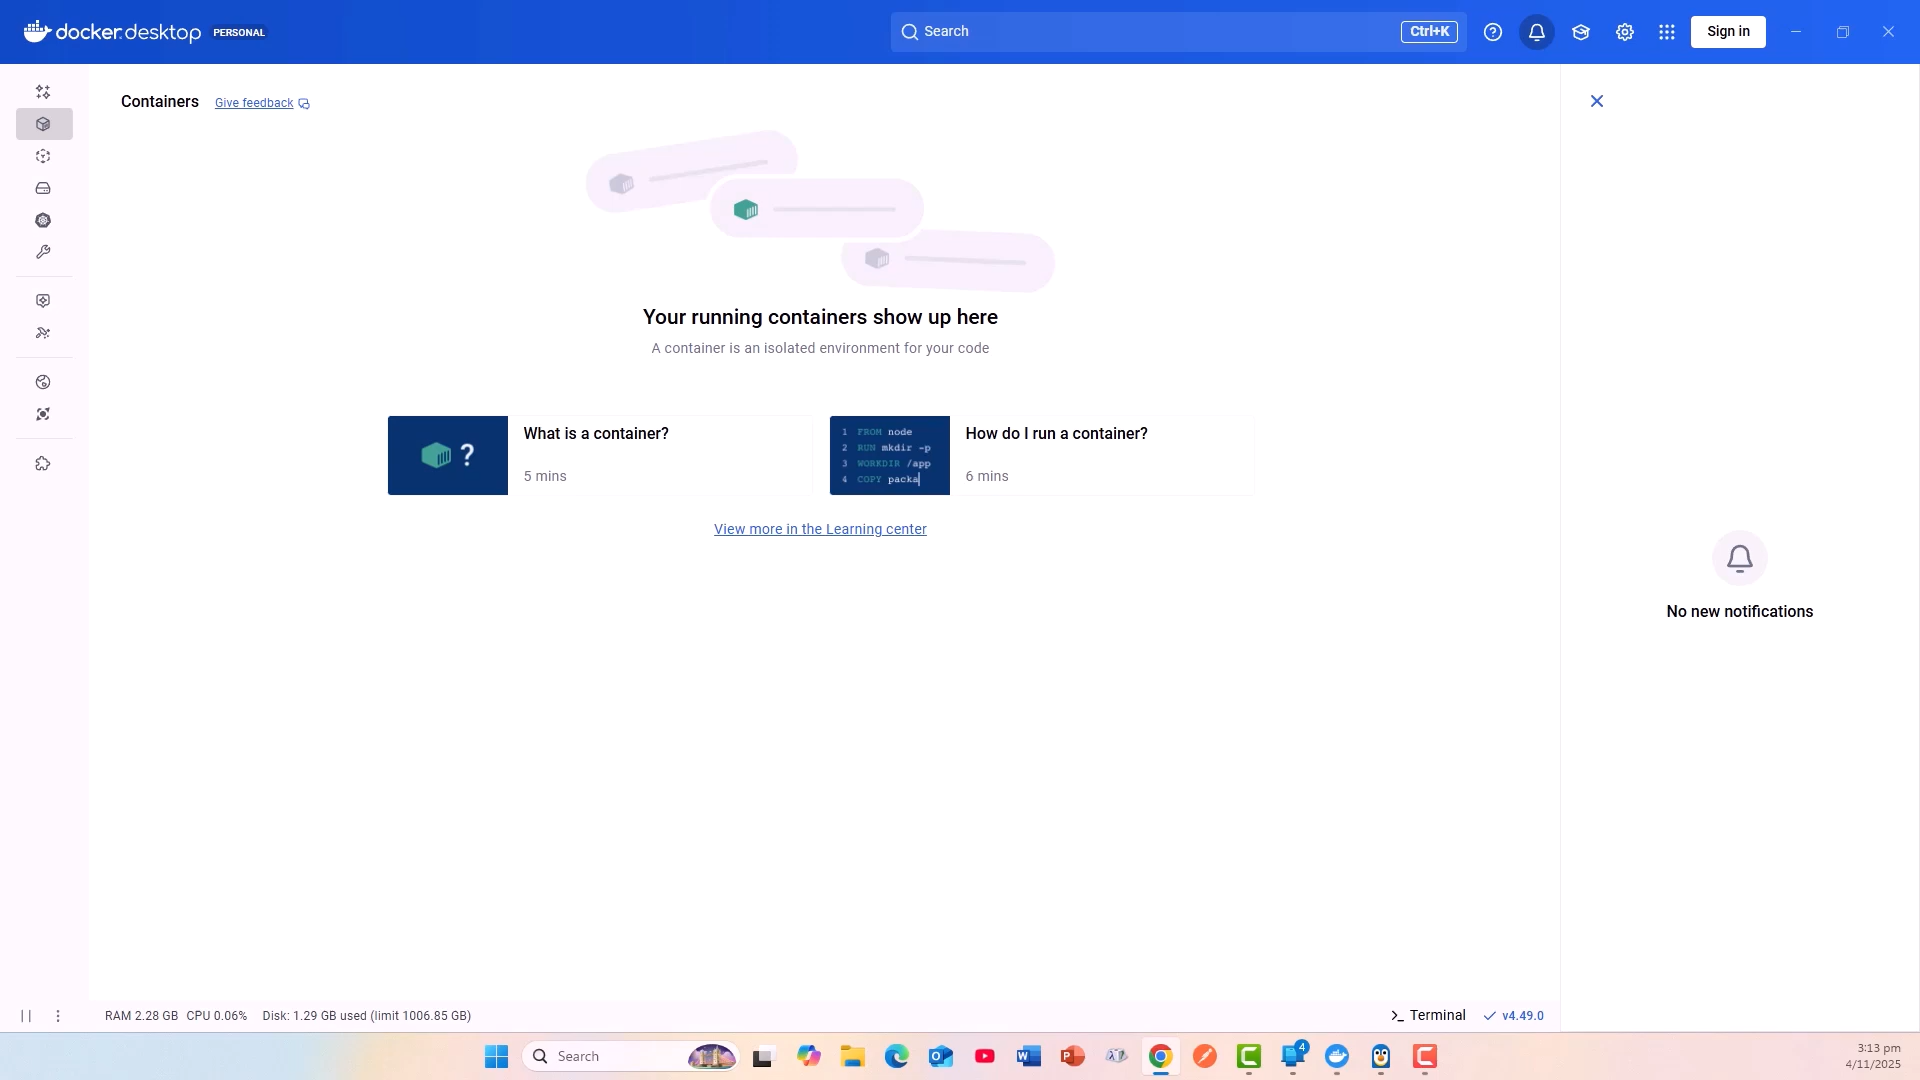 docker.desktop PERSONAL
Search
Ctrl+K
Sign in
Containers
Give feedback
Your running containers show up here
A container is an isolated environment for your code
?
What is a container?
5 mins
1 FROM node
2 RUN mkdir -p
3 WORKDIR /app
4 COPY packa
How do I run a container?
6 mins
View more in the Learning center
No new notifications
RAM 2.28 GB CPU 0.06% Disk: 1.29 GB used (limit 1006.85 GB)
>_ Terminal
v4.49.0
Search
4
3:13 pm
4/11/2025